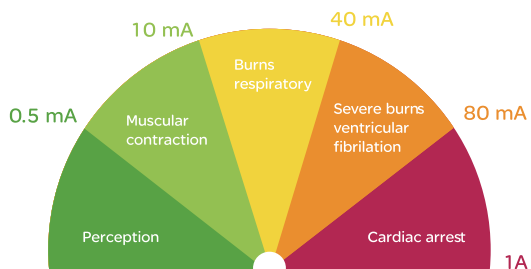 10 mA
40 mA
Burns
respiratory
0.5 mA
80 mA
Muscular
contraction
Severe burns
ventricular
fibrilation
Perception
Cardiac arrest
1A